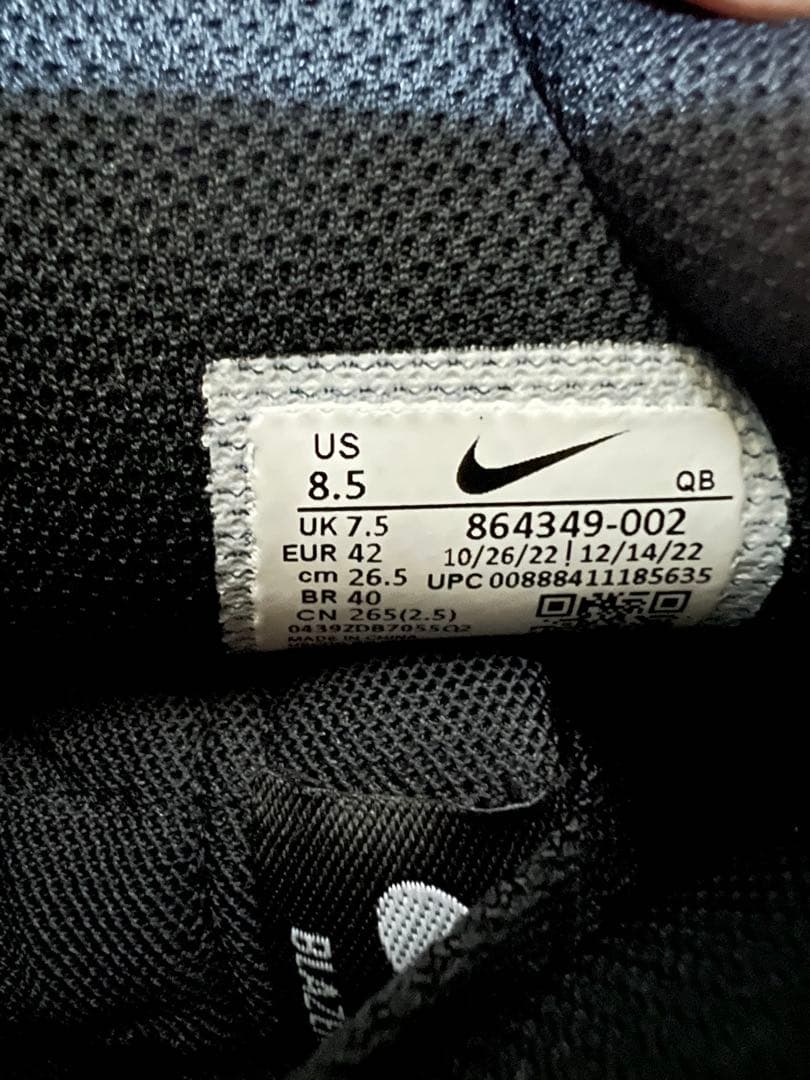 US
8.5
QB
UK 7.5
864349-002
EUR 42
10/26/22 | 12/14/22
cm 26.5
UPC 00888411185635
BR 40
CN 265(2.5)
MADE IN CHINA